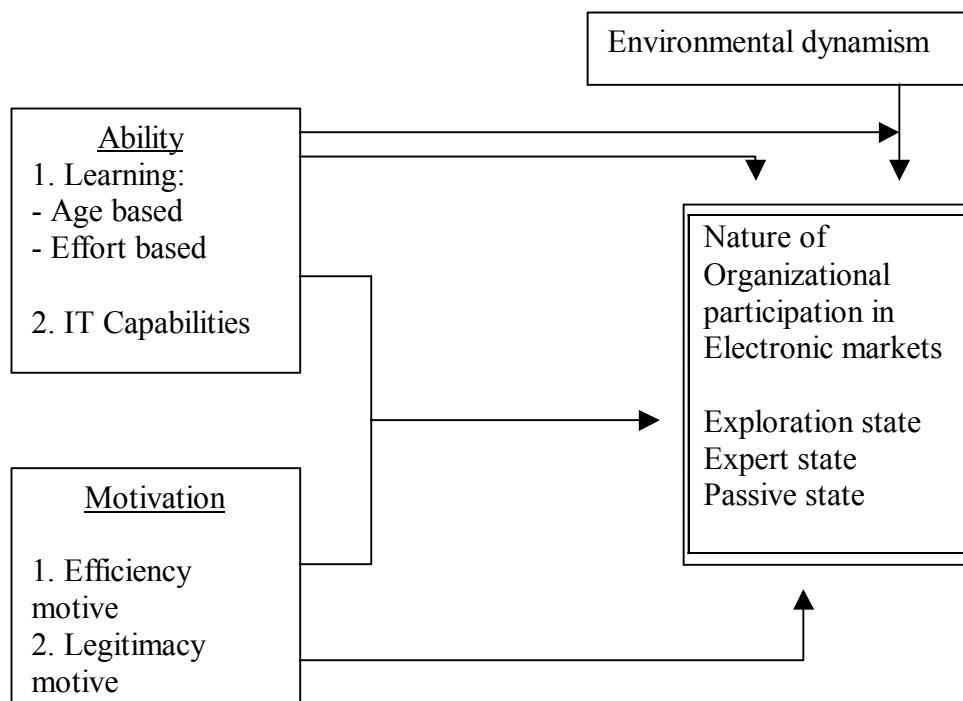 Environmental dynamism
Ability
1. Learning:
- Age based
- Effort based
2. IT Capabilities
Nature of
Organizational
participation in
Electronic markets
Exploration state
Expert state
Passive state
Motivation
1. Efficiency
motive
2. Legitimacy
motive